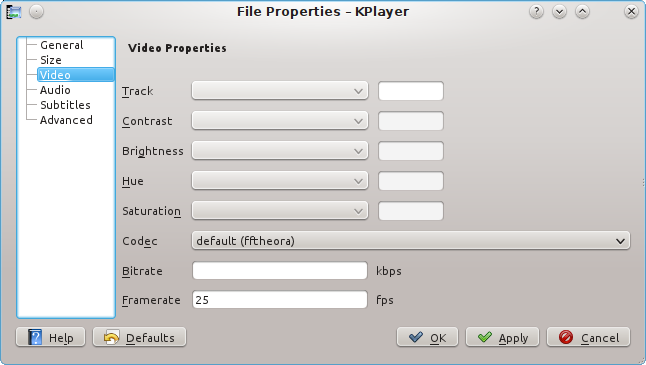 File Properties – KPlayer
General
Size
Video
Audio
Subtitles
Advanced
Video Properties
Track
Contrast
Brightness
Hue
Saturation
Codec default (fftheora)
Bitrate kbps
Framerate 25 fps
Help Defaults OK Apply Cancel